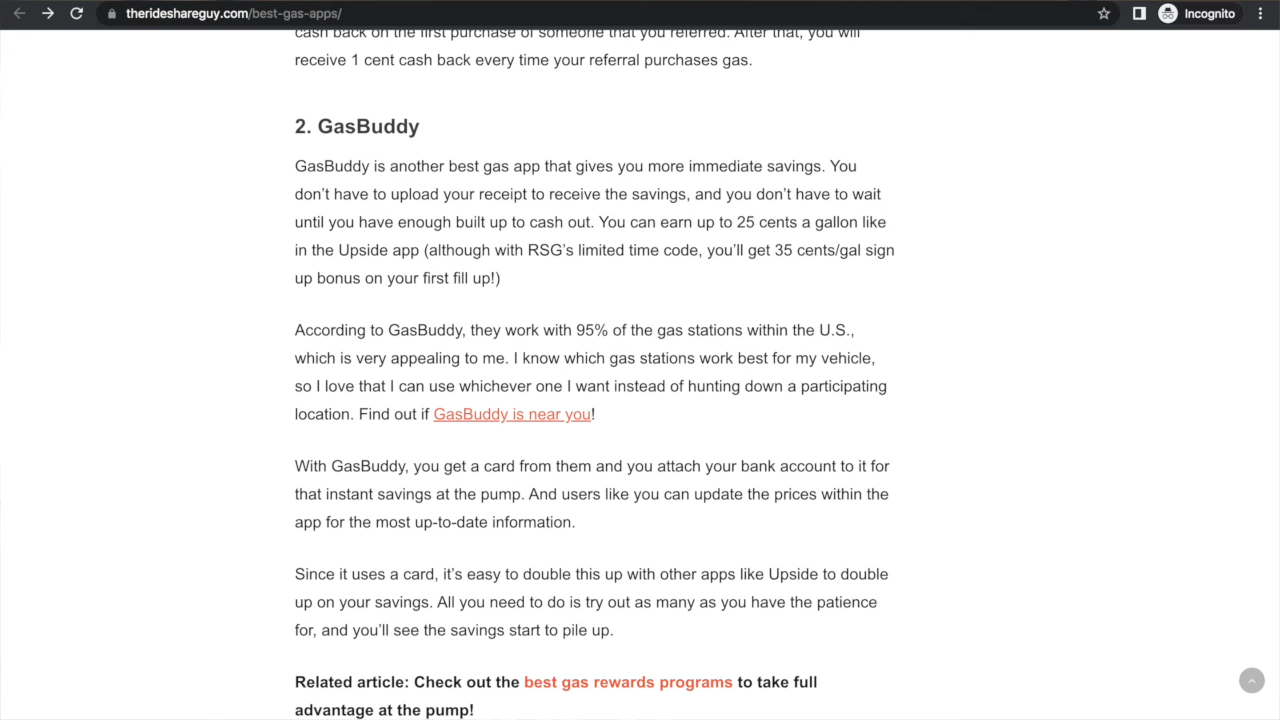 therideshareguy.com/best-gas-apps/
Incognito
cash back on the first purchase of someone that you referred. After that, you will
receive 1 cent cash back every time your referral purchases gas.
2. GasBuddy
GasBuddy is another best gas app that gives you more immediate savings. You
don’t have to upload your receipt to receive the savings, and you don’t have to wait
until you have enough built up to cash out. You can earn up to 25 cents a gallon like
in the Upside app (although with RSG’s limited time code, you’ll get 35 cents/gal sign
up bonus on your first fill up!)
According to GasBuddy, they work with 95% of the gas stations within the U.S.,
which is very appealing to me. I know which gas stations work best for my vehicle,
so I love that I can use whichever one I want instead of hunting down a participating
location. Find out if GasBuddy is near you!
With GasBuddy, you get a card from them and you attach your bank account to it for
that instant savings at the pump. And users like you can update the prices within the
app for the most up-to-date information.
Since it uses a card, it’s easy to double this up with other apps like Upside to double
up on your savings. All you need to do is try out as many as you have the patience
for, and you’ll see the savings start to pile up.
Related article: Check out the best gas rewards programs to take full
advantage at the pump!